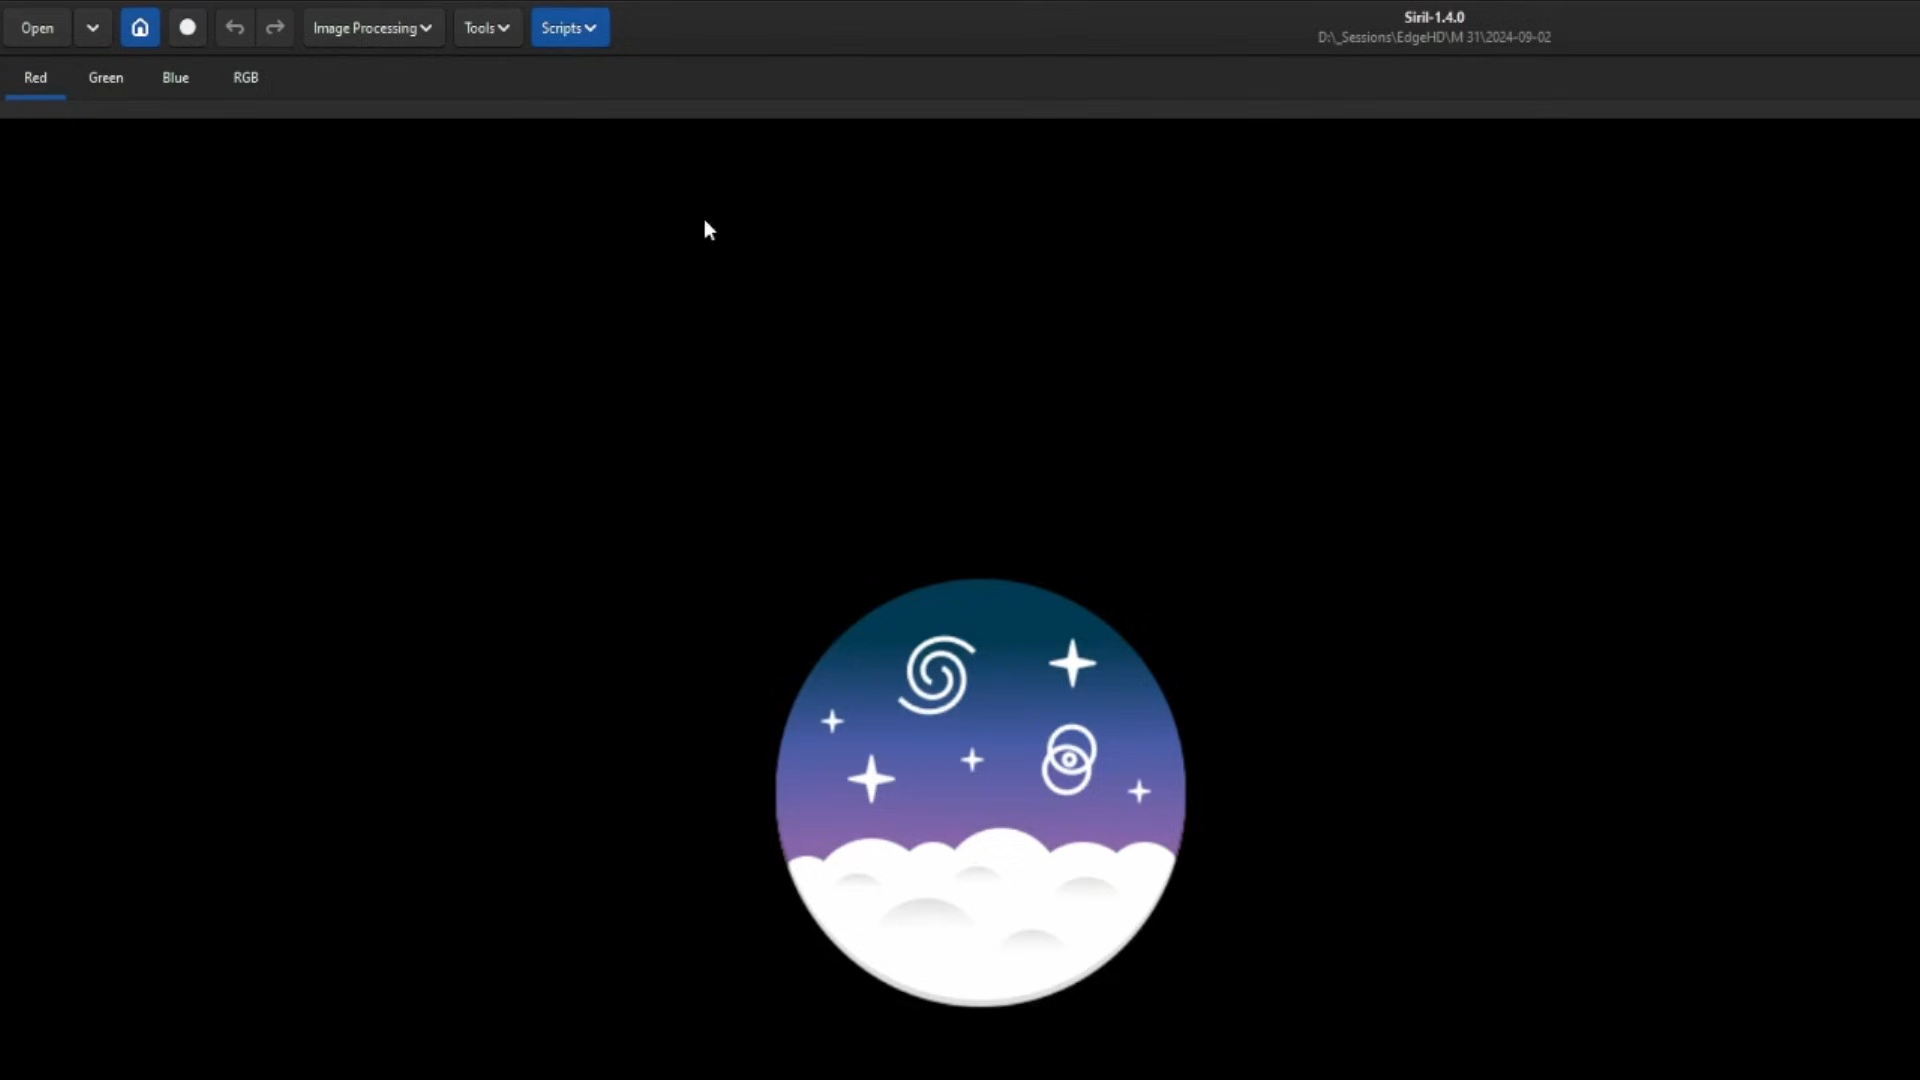 Open Image Processing Tools Scripts
Siril-1.4.0
D:\_Sessions\EdgeHD\M 31\2024-09-02
Red Green Blue RGB